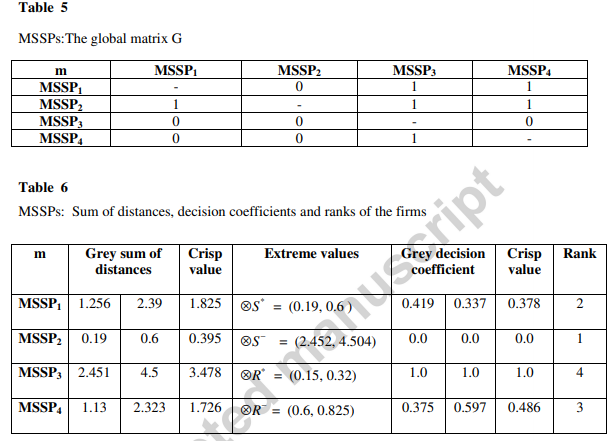 Table 5
MSSPs:The global matrix G
m MSSP1 MSSP2 MSSP3 MSSP4
MSSP1 - 0 1 1
MSSP2 1 - 1 1
MSSP3 0 0 - 0
MSSP4 0 0 1 -
Table 6
MSSPs: Sum of distances, decision coefficients and ranks of the firms
m Grey sum of distances Crisp value Extreme values Grey decision coefficient Crisp value Rank
MSSP1 1.256 2.39 1.825 ⊗S* = (0.19, 0.6 ) 0.419 0.337 0.378 2
MSSP2 0.19 0.6 0.395 ⊗S⁻ = (2.452, 4.504) 0.0 0.0 0.0 1
MSSP3 2.451 4.5 3.478 ⊗R* = (0.15, 0.32) 1.0 1.0 1.0 4
MSSP4 1.13 2.323 1.726 ⊗R⁻ = (0.6, 0.825) 0.375 0.597 0.486 3
ted manuscript